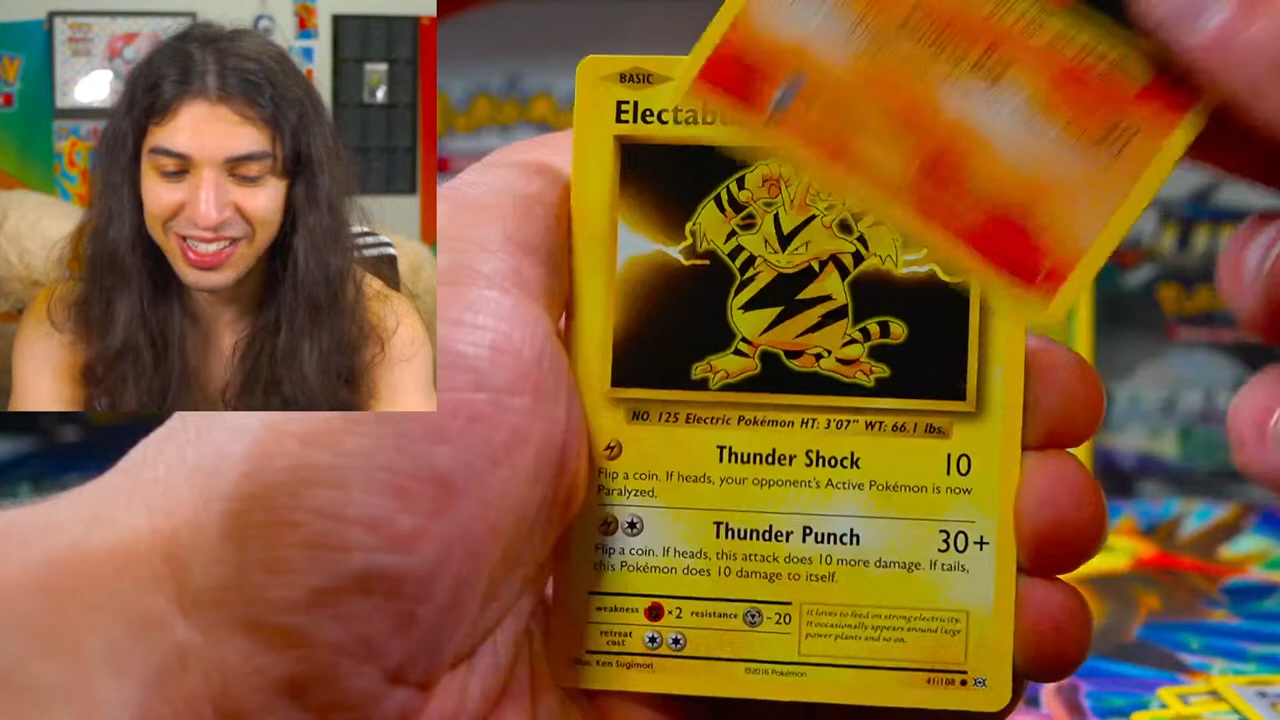 BASIC
Electabu
NO. 125 Electric Pokémon HT: 3'07" WT: 66.1 lbs.
Thunder Shock 10
Flip a coin. If heads, your opponent's Active Pokémon is now
Paralyzed.
Thunder Punch 30+
Flip a coin. If heads, this attack does 10 more damage. If tails,
this Pokémon does 10 damage to itself.
weakness ×2 resistance -20
It loves to feed on strong electricity.
It occasionally appears around large
power plants and so on.
retreat
cost
Illus. Ken Sugimori
©2016 Pokémon
41/108